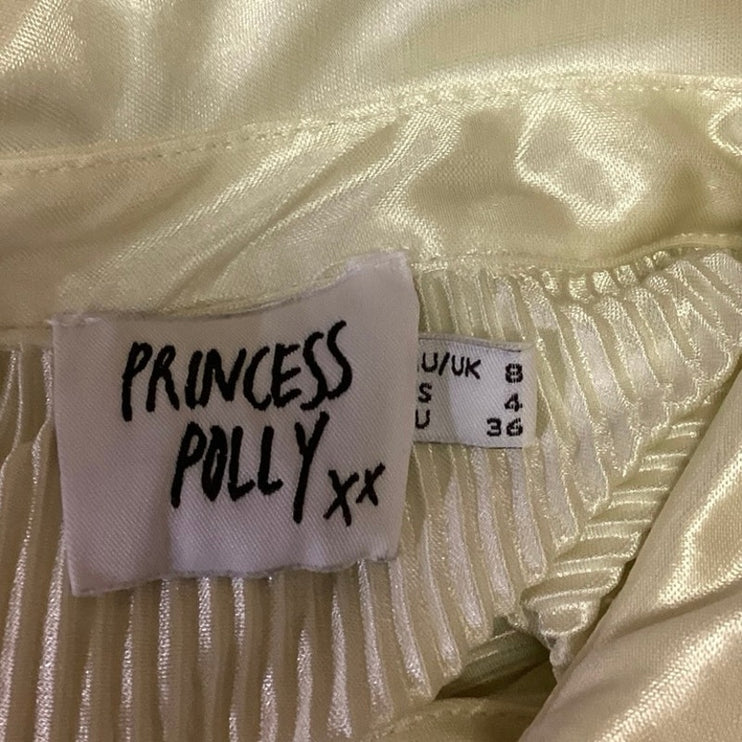 PRINCESS
POLLY xx
U/UK 8
S 4
U 36